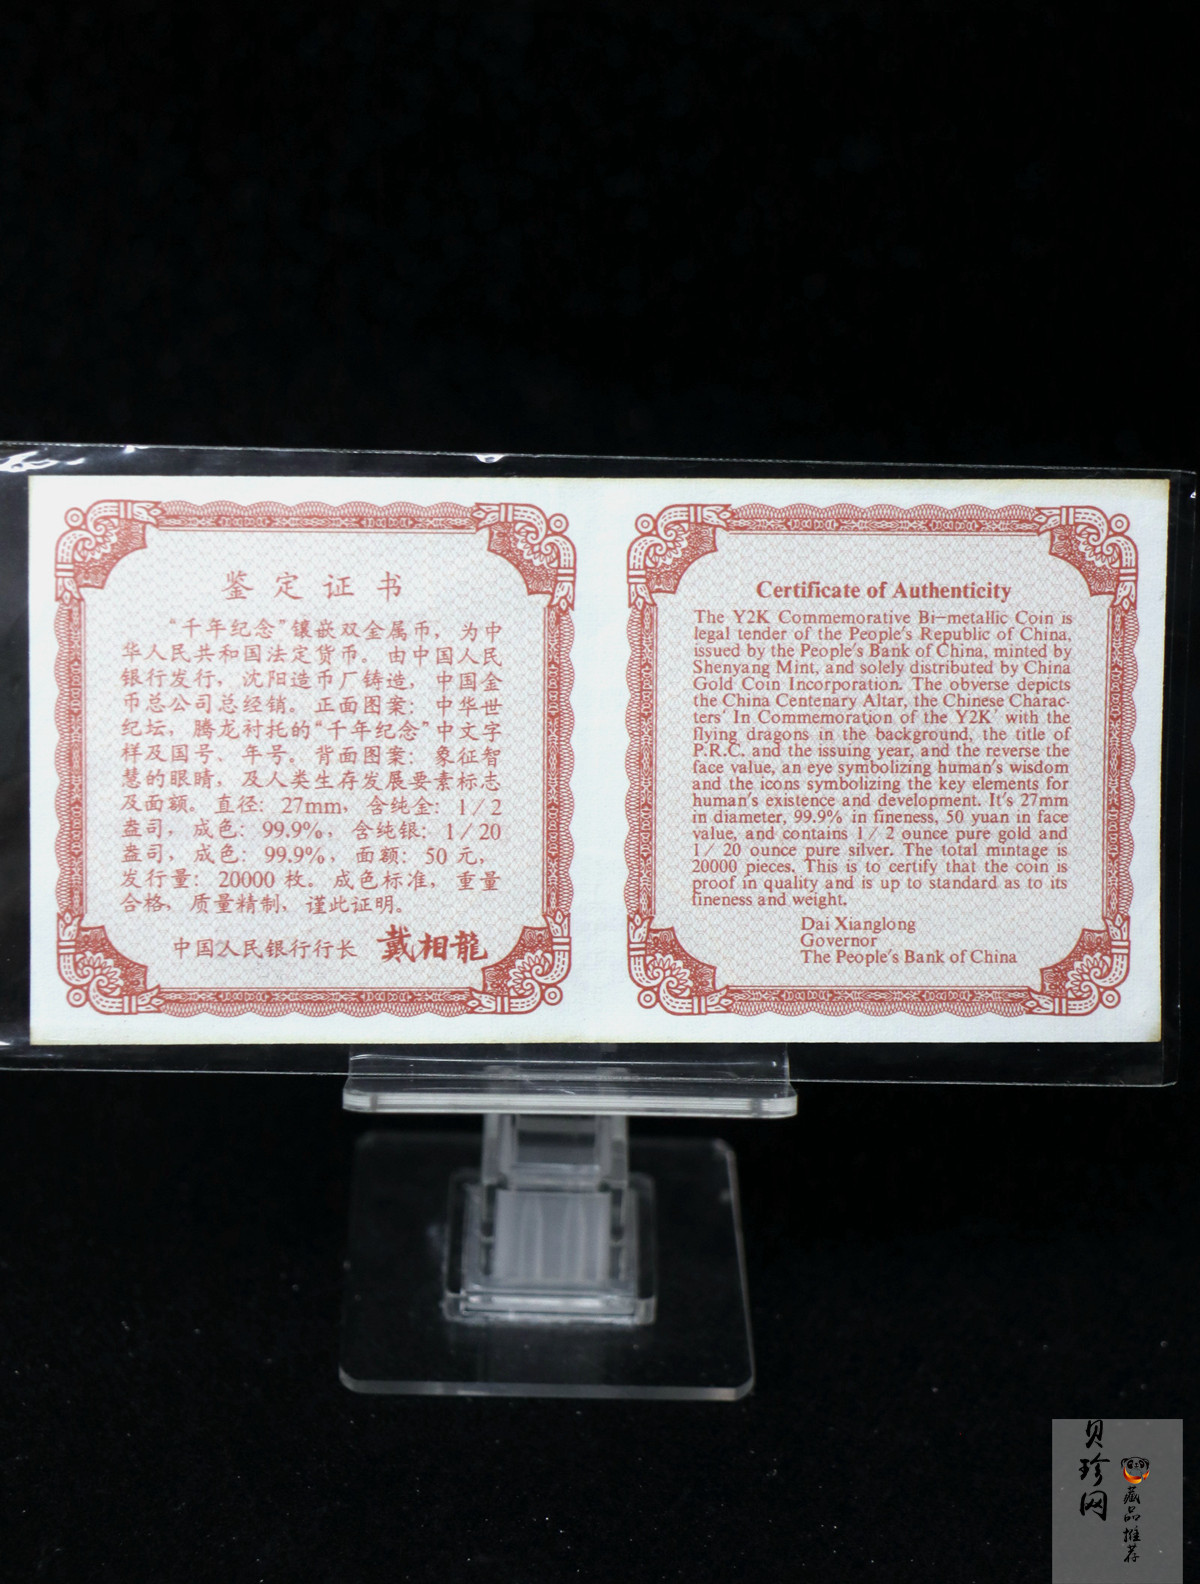 鉴定证书
“千年纪念”镶嵌双金属币，为中
华人民共和国法定货币。由中国人民
银行发行，沈阳造币厂铸造，中国金
币总公司总经销。正面图案：中华世
纪坛，腾龙衬托的“千年纪念”中文字
样及国号、年号。背面图案：象征智
慧的眼睛，及人类生存发展要素标志
及面额。直径：27mm，含纯金：1/2
盎司，成色：99.9%，含纯银：1/20
盎司，成色：99.9%，面额：50元，
发行量：20000枚。成色标准，重量
合格，质量精制，谨此证明。
中国人民银行行长 戴相龍
Certificate of Authenticity
The Y2K Commemorative Bi-metallic Coin is
legal tender of the People's Republic of China,
issued by the People's Bank of China, minted by
Shenyang Mint, and solely distributed by China
Gold Coin Incorporation. The obverse depicts
the China Centenary Altar, the Chinese Charac-
ters' In Commemoration of the Y2K' with the
flying dragons in the background, the title of
P.R.C. and the issuing year, and the reverse the
face value, an eye symbolizing human's wisdom
and the icons symbolizing the key elements for
human's existence and development. It's 27mm
in diameter, 99.9% in fineness, 50 yuan in face
value, and contains 1/2 ounce pure gold and
1/20 ounce pure silver. The total mintage is
20000 pieces. This is to certify that the coin is
proof in quality and is up to standard as to its
fineness and weight.
Dai Xianglong
Governor
The People's Bank of China
贝珍网
藏品推荐